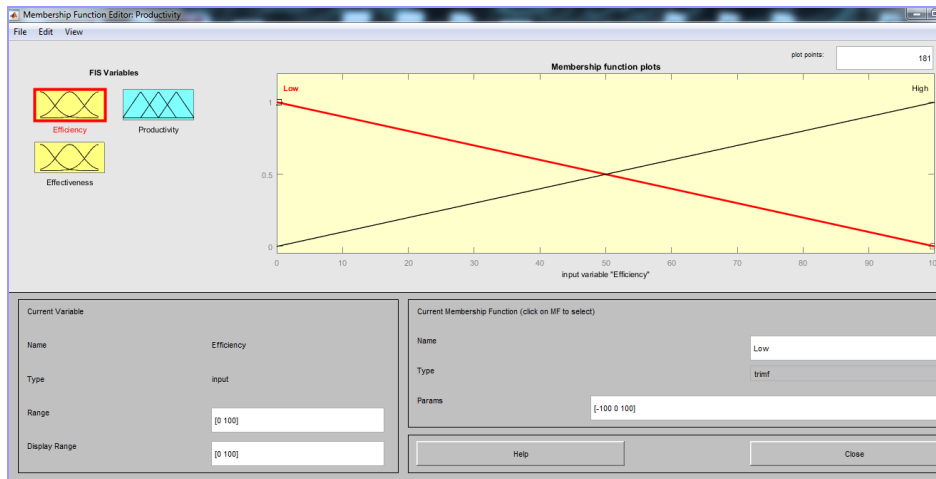 Membership Function Editor: Productivity
File Edit View
plot points: 181
FIS Variables
Membership function plots
Efficiency
Productivity
Effectiveness
Low
High
1
0.5
0
0 10 20 30 40 50 60 70 80 90 10
input variable "Efficiency"
Current Variable
Name Efficiency
Type input
Range [0 100]
Display Range [0 100]
Current Membership Function (click on MF to select)
Name Low
Type trimf
Params [-100 0 100]
Help Close